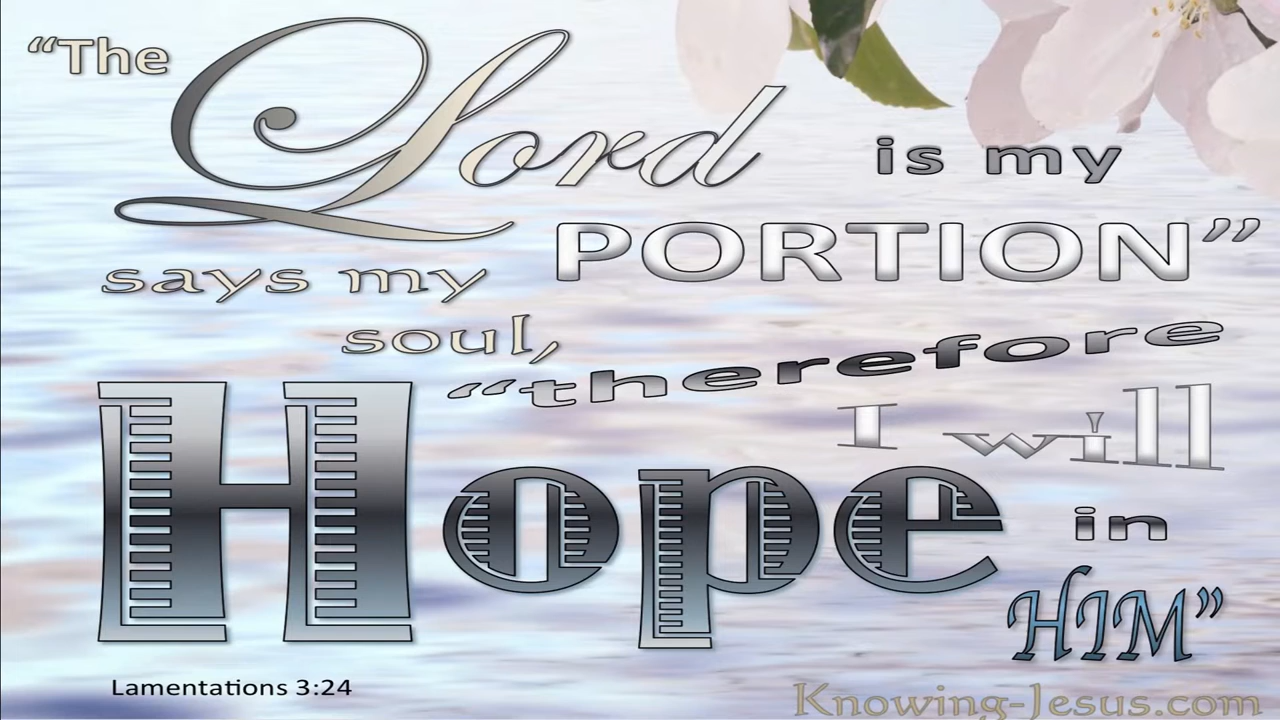 “The Lord is my
PORTION”
says my
soul,
“therefore
I will
Hope in
HIM”
Lamentations 3:24
Knowing-Jesus.com